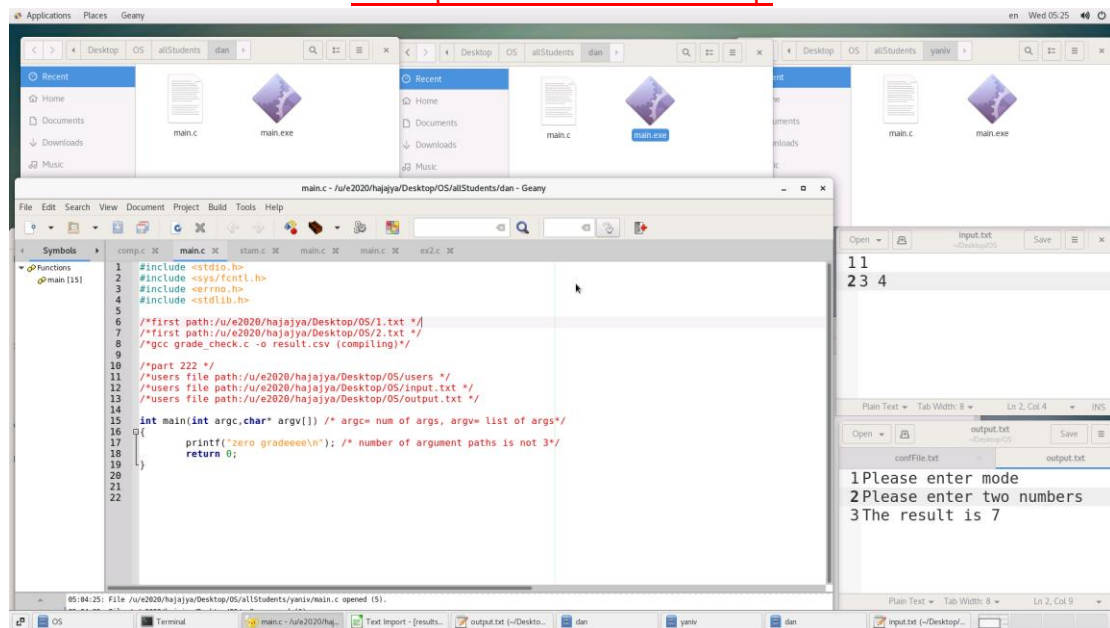 Applications Places Geany en Wed 05:25
Desktop OS allStudents dan
Recent
Home
Documents
Downloads
Music
main.c main.exe
Desktop OS allStudents dan
Recent
Home
Documents
Downloads
Music
main.c main.exe
Desktop OS allStudents yaniv
main.c main.exe
main.c - /u/e2020/hajajya/Desktop/OS/allStudents/dan - Geany
File Edit Search View Document Project Build Tools Help
Symbols comp.c main.c stam.c main.c main.c ex2.c
Functions
main [15]
1 #include <stdio.h>
2 #include <sys/fcntl.h>
3 #include <errno.h>
4 #include <stdlib.h>
5
6 /*first path:/u/e2020/hajajya/Desktop/OS/1.txt */
7 /*first path:/u/e2020/hajajya/Desktop/OS/2.txt */
8 /*gcc grade_check.c -o result.csv (compiling)*/
9
10 /*part 222 */
11 /*users file path:/u/e2020/hajajya/Desktop/OS/users */
12 /*users file path:/u/e2020/hajajya/Desktop/OS/input.txt */
13 /*users file path:/u/e2020/hajajya/Desktop/OS/output.txt */
14
15 int main(int argc,char* argv[]) /* argc= num of args, argv= list of args*/
16 {
17 printf("zero gradeeee\n"); /* number of argument paths is not 3*/
18 return 0;
19 }
20
21
22
05:04:25: File /u/e2020/hajajya/Desktop/OS/allStudents/yaniv/main.c opened (5).
Open input.txt Save
~/Desktop/OS
1 1
2 3 4
Plain Text Tab Width: 8 Ln 2, Col 4 INS
Open output.txt Save
~/Desktop/OS
confFile.txt output.txt
1 Please enter mode
2 Please enter two numbers
3 The result is 7
Plain Text Tab Width: 8 Ln 2, Col 9
OS Terminal main.c - /u/e2020/haj... Text Import - [results... output.txt (~/Deskto... dan yaniv dan input.txt (~/Desktop/...